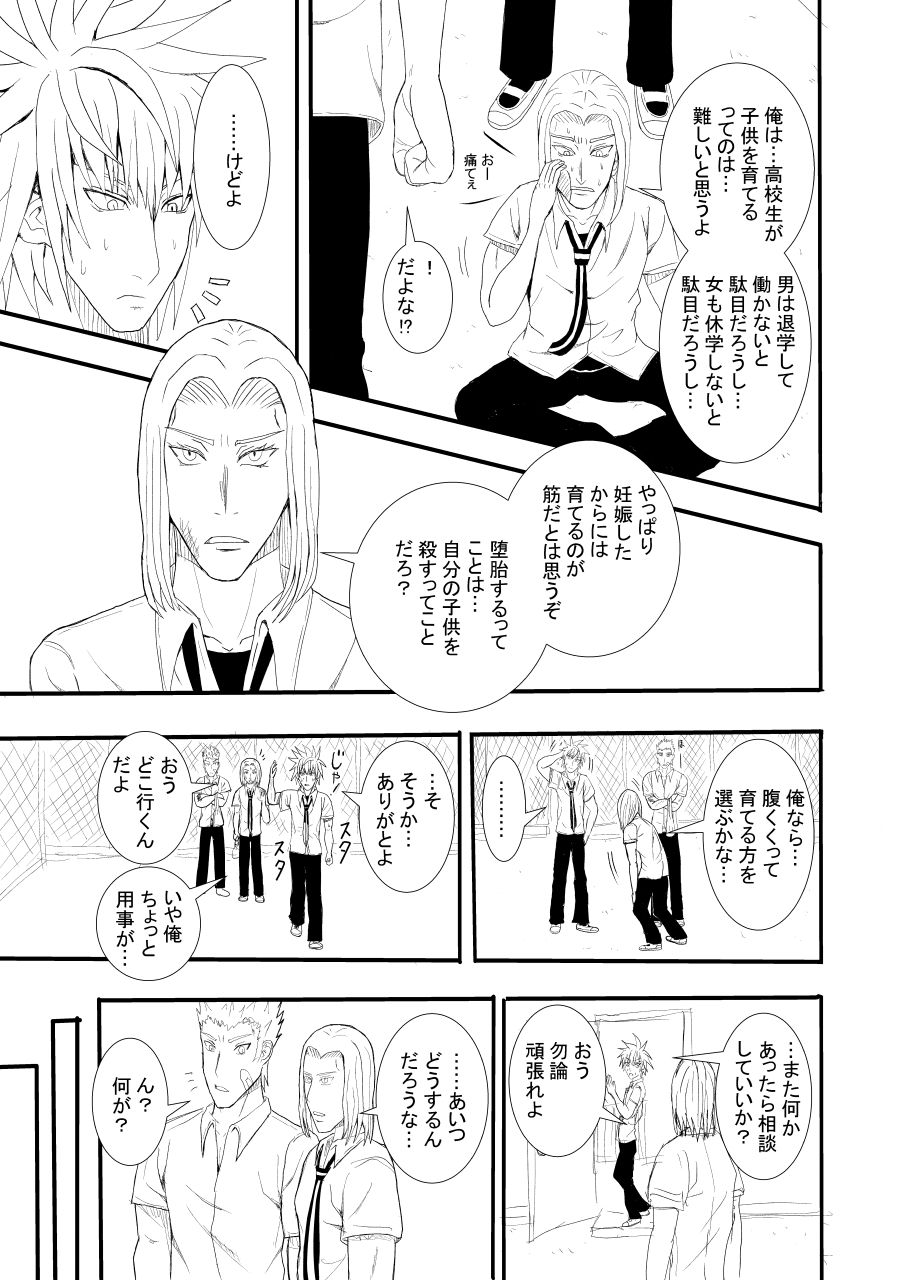 俺は…高校生が
子供を育てる
ってのは…
難しいと思うよ
男は退学して
働かないと
駄目だろうし…
女も休学しないと
駄目だろうし…
おー
痛てえ
！
だよな!?
……けどよ
やっぱり
妊娠した
からには
育てるのが
筋だとは思うぞ
堕胎するって
ことは…
自分の子供を
殺すってこと
だろ？
俺なら…
腹くくって
育てる方を
選ぶかな…
ほー
………
…そ
そうか…
ありがとよ
じゃっ
スタ
スタ
おう
どこ行くん
だよ
いや俺
ちょっと
用事が…
…また何か
あったら相談
していいか？
おう
勿論
頑張れよ
……あいつ
どうするん
だろうな…
ん？
何が？